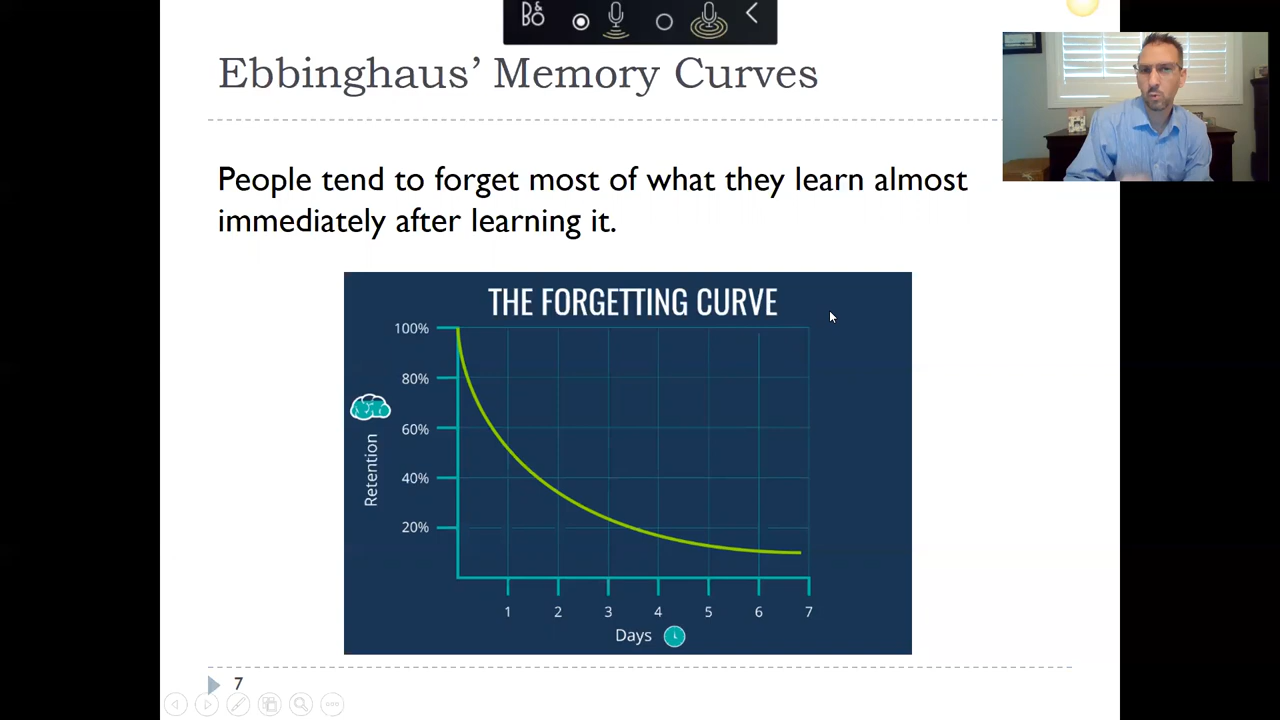 B&O
Ebbinghaus’ Memory Curves
People tend to forget most of what they learn almost
immediately after learning it.
THE FORGETTING CURVE
100%
80%
60%
40%
20%
Retention
1 2 3 4 5 6 7
Days
7